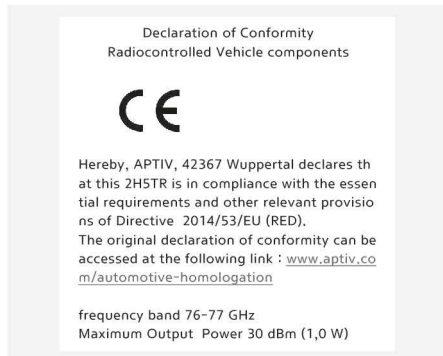 Declaration of Conformity
Radiocontrolled Vehicle components
CE
Hereby, APTIV, 42367 Wuppertal declares th
at this 2H5TR is in compliance with the essen
tial requirements and other relevant provisio
ns of Directive 2014/53/EU (RED).
The original declaration of conformity can be
accessed at the following link : www.aptiv.co
m/automotive-homologation
frequency band 76-77 GHz
Maximum Output Power 30 dBm (1,0 W)